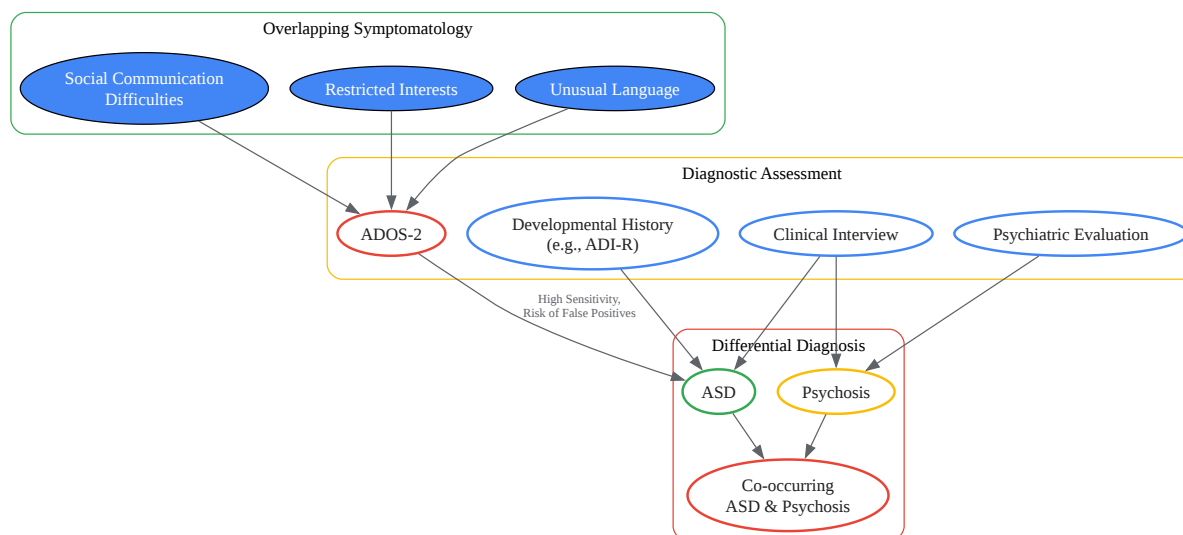 Overlapping Symptomatology
Social Communication
Difficulties
Restricted Interests
Unusual Language
Diagnostic Assessment
ADOS-2
Developmental History
(e.g., ADI-R)
Clinical Interview
Psychiatric Evaluation
High Sensitivity,
Risk of False Positives
Differential Diagnosis
ASD
Psychosis
Co-occurring
ASD & Psychosis